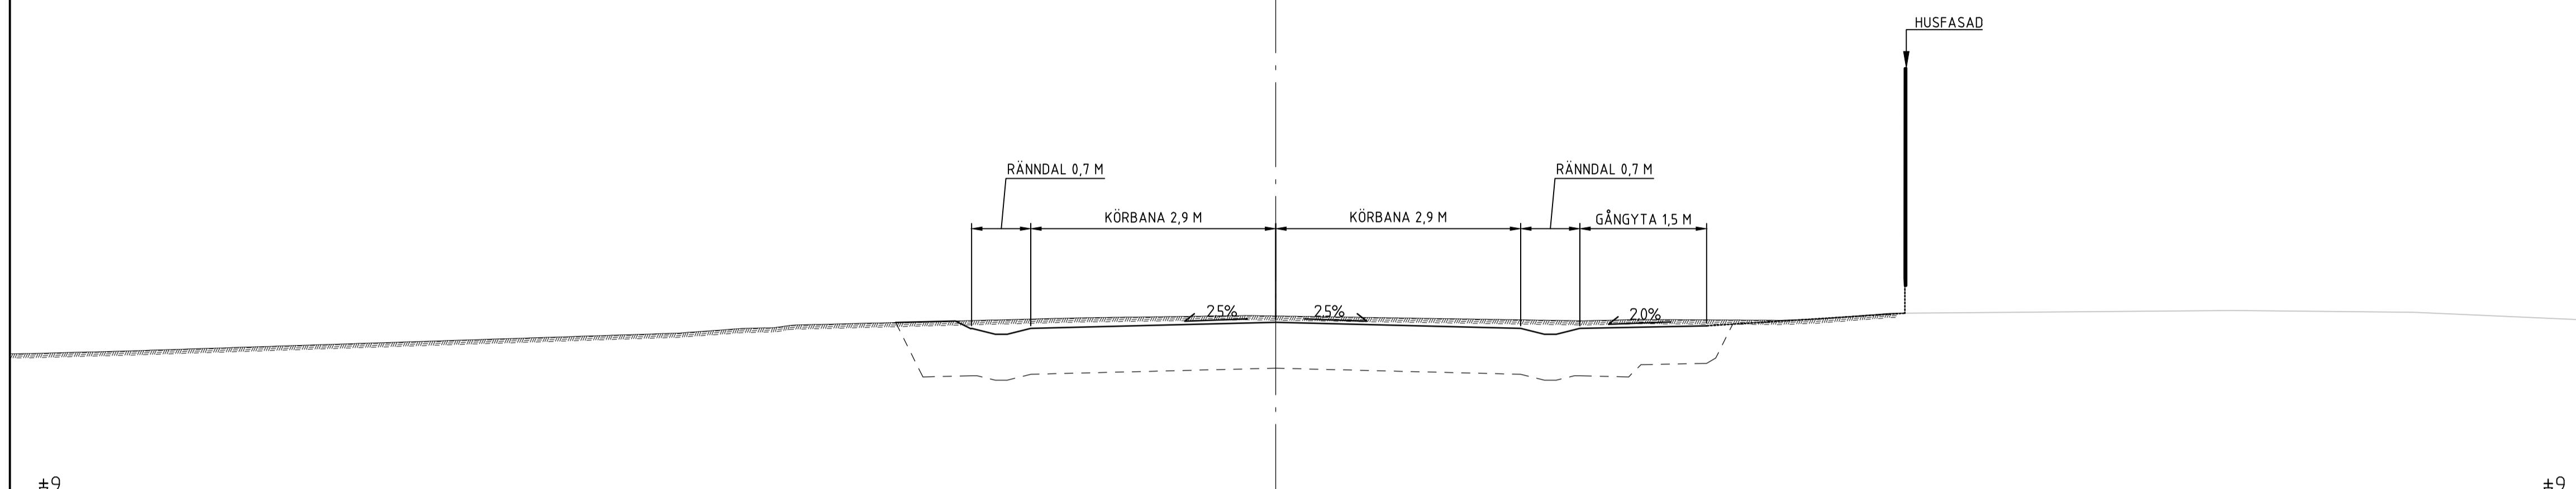 HUSFASAD
RÄNNDAL 0,7 M
RÄNNDAL 0,7 M
KÖRBANA 2,9 M
KÖRBANA 2,9 M
GÅNGYTA 1,5 M
2.5%
2.5%
2,0%
±9
±9